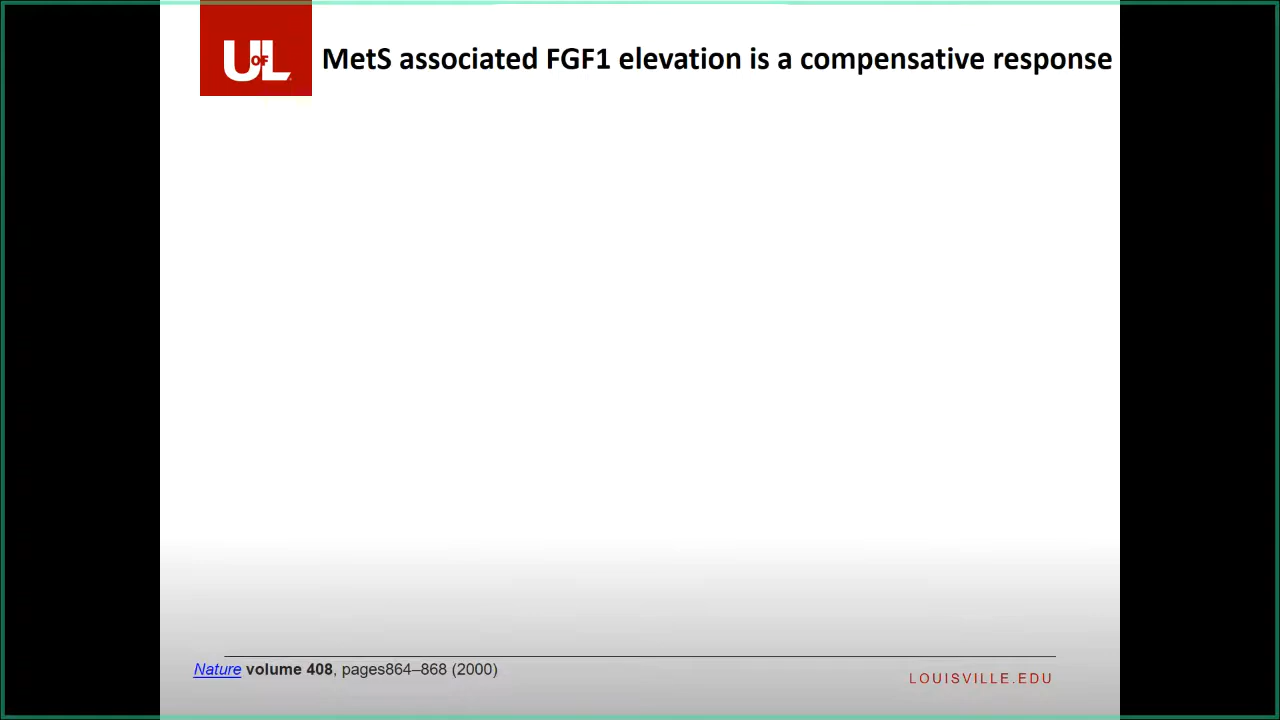 UOFL
MetS associated FGF1 elevation is a compensative response
Nature volume 408, pages864–868 (2000)
LOUISVILLE.EDU